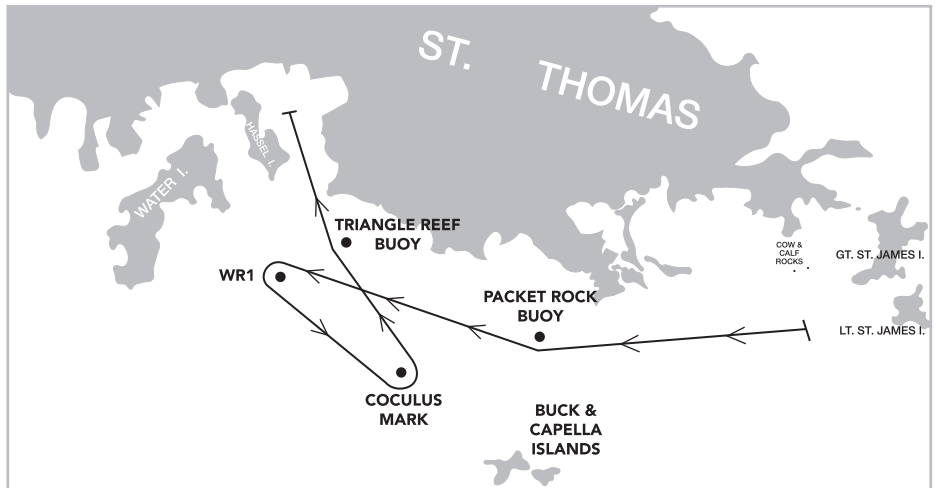 ST. THOMAS
HASSEL I.
WATER I.
TRIANGLE REEF
BUOY
COW &
CALF
ROCKS
GT. ST. JAMES I.
WR1
PACKET ROCK
BUOY
LT. ST. JAMES I.
COCULUS
MARK
BUCK &
CAPELLA
ISLANDS